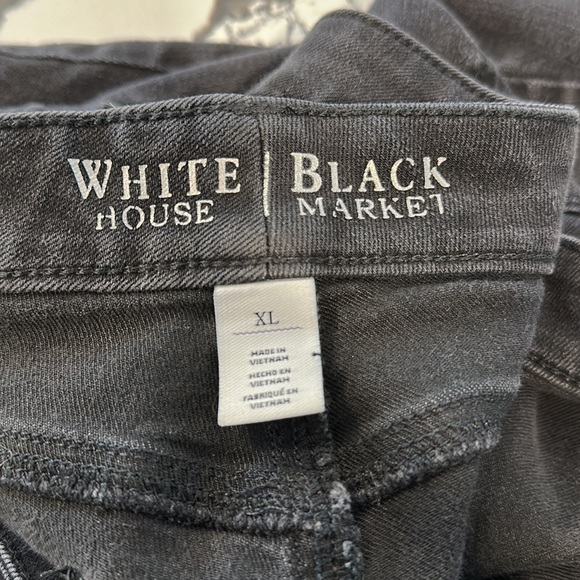 WHITE | BLACK
HOUSE MARKET
XL
MADE IN
VIETNAM
HECHO EN
VIETNAM
FABRIQUÉ EN
VIETNAM